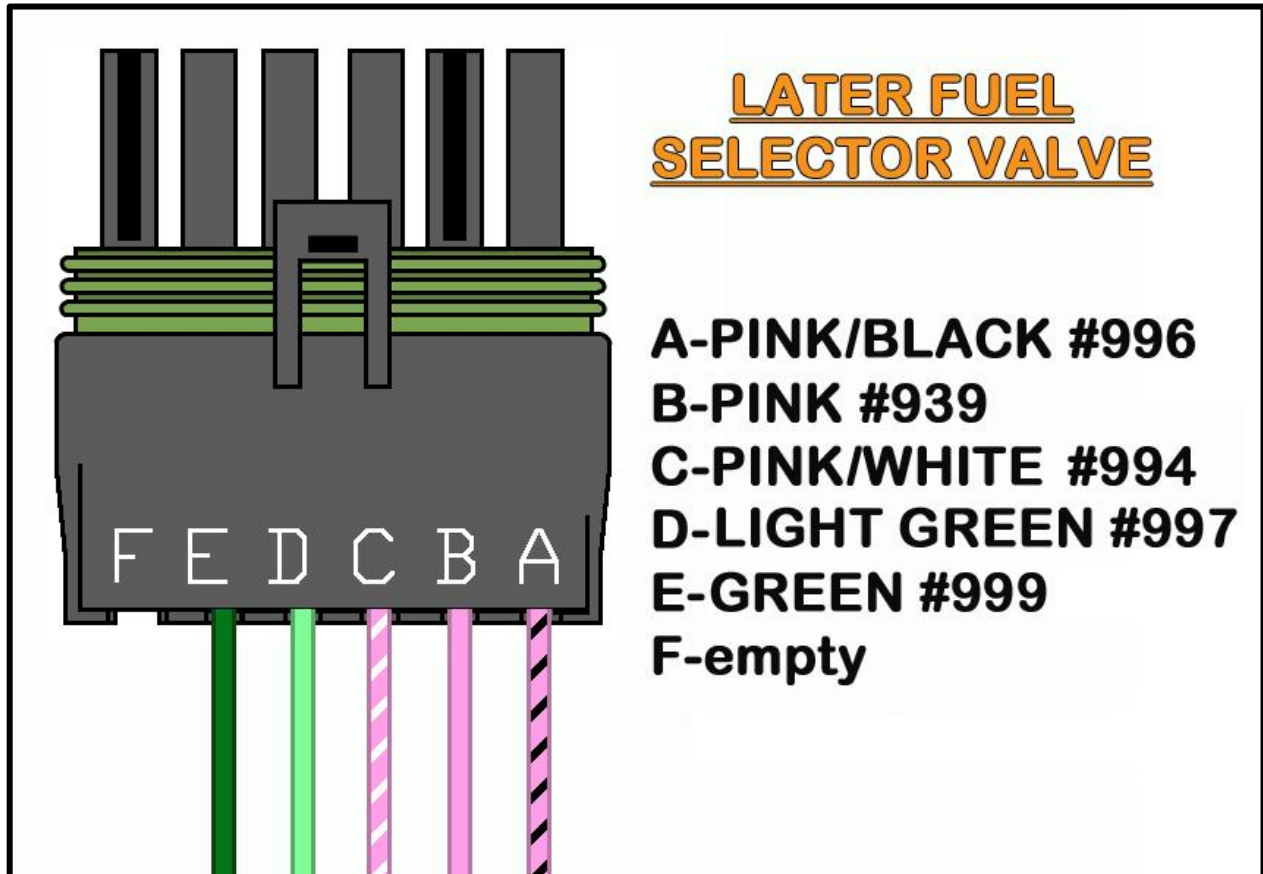 LATER FUEL
SELECTOR VALVE
A-PINK/BLACK #996
B-PINK #939
C-PINK/WHITE #994
D-LIGHT GREEN #997
E-GREEN #999
F-empty
F E D C B A